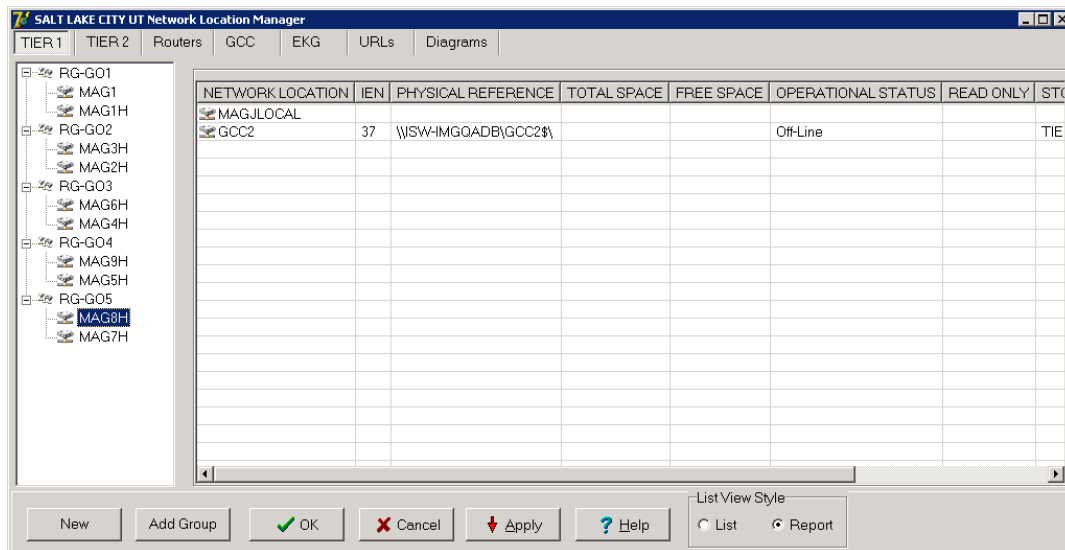 SALT LAKE CITY UT Network Location Manager
TIER 1 TIER 2 Routers GCC EKG URLs Diagrams
RG-GO1
MAG1
MAG1H
RG-GO2
MAG3H
MAG2H
RG-GO3
MAG6H
MAG4H
RG-GO4
MAG9H
MAG5H
RG-GO5
MAG8H
MAG7H
NETWORK LOCATION IEN PHYSICAL REFERENCE TOTAL SPACE FREE SPACE OPERATIONAL STATUS READ ONLY STO
MAGJLOCAL
GCC2 37 \\ISW-IMGQADB\GCC2$\ Off-Line TIE
New Add Group OK Cancel Apply Help
List View Style
List Report